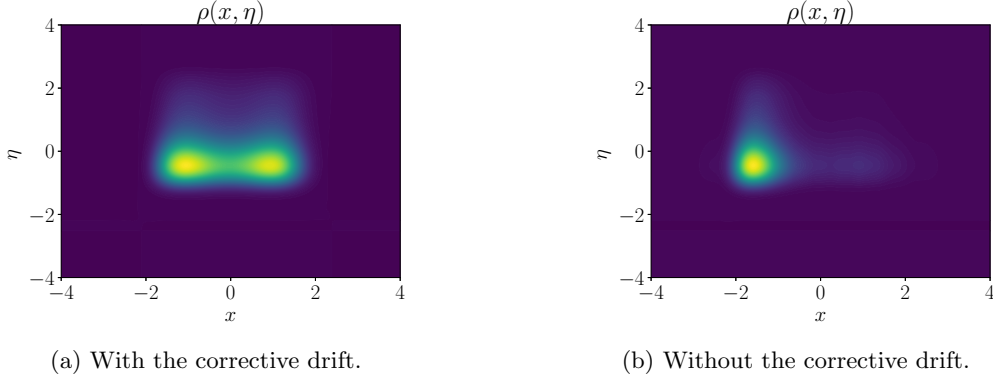 ρ(x, η)
4
2
0
−2
−4
η
−4 −2 0 2 4
x
(a) With the corrective drift.
ρ(x, η)
4
2
0
−2
−4
η
−4 −2 0 2 4
x
(b) Without the corrective drift.